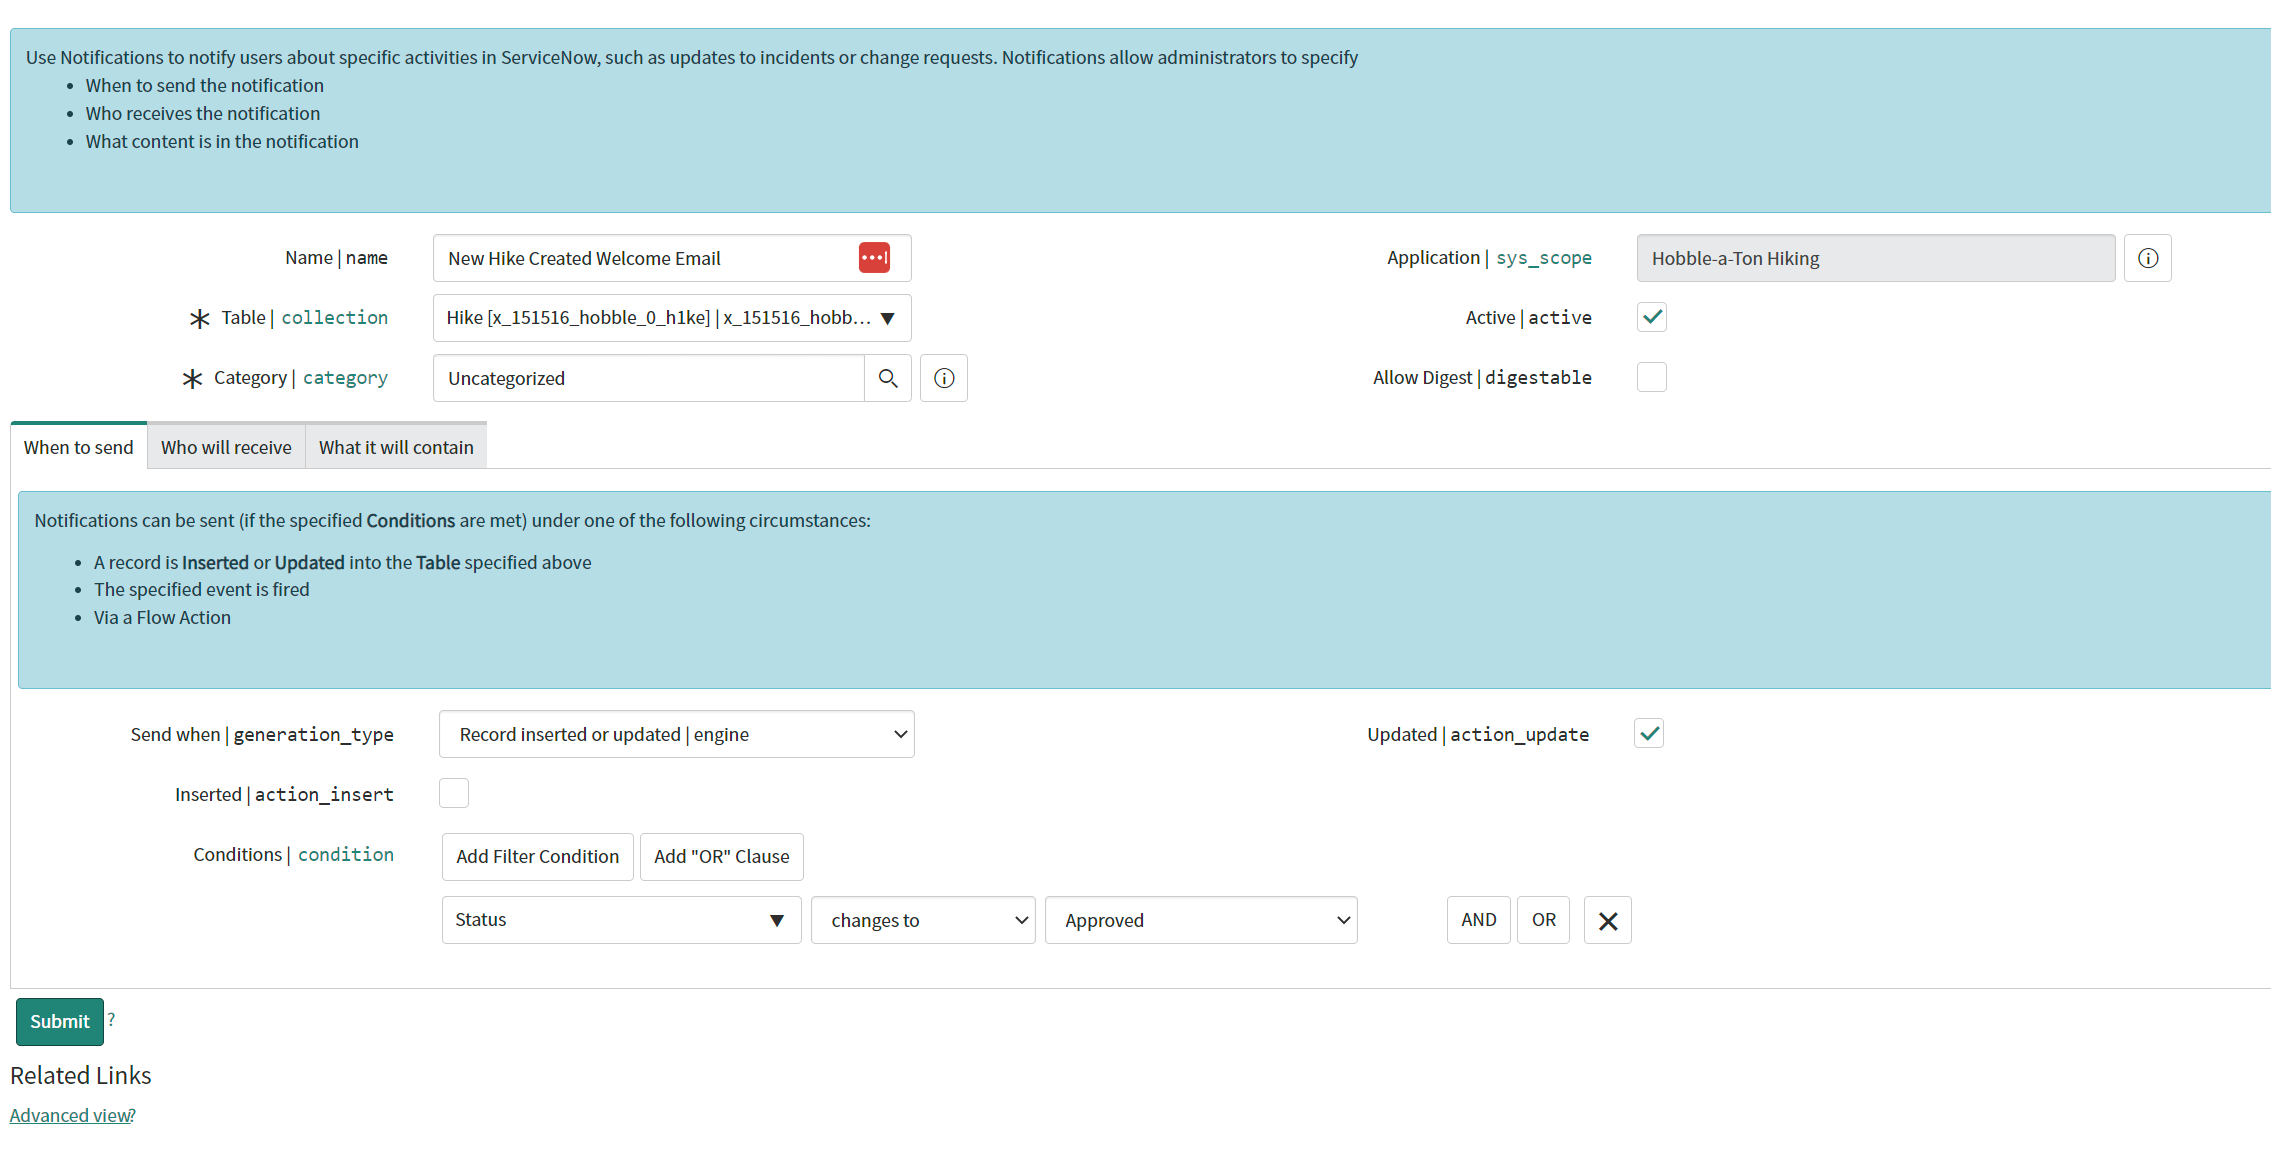 Use Notifications to notify users about specific activities in ServiceNow, such as updates to incidents or change requests. Notifications allow administrators to specify
• When to send the notification
• Who receives the notification
• What content is in the notification
Name | name
New Hike Created Welcome Email
Application | sys_scope
Hobble-a-Ton Hiking
Table | collection
Hike [x_151516_hobble_0_h1ke] | x_151516_hobb...
Active | active
Category | category
Uncategorized
Allow Digest | digestable
When to send
Who will receive
What it will contain
Notifications can be sent (if the specified Conditions are met) under one of the following circumstances:
• A record is Inserted or Updated into the Table specified above
• The specified event is fired
• Via a Flow Action
Send when | generation_type
Record inserted or updated | engine
Updated | action_update
Inserted | action_insert
Conditions | condition
Add Filter Condition
Add "OR" Clause
Status
changes to
Approved
AND
OR
Submit ?
Related Links
Advanced view?